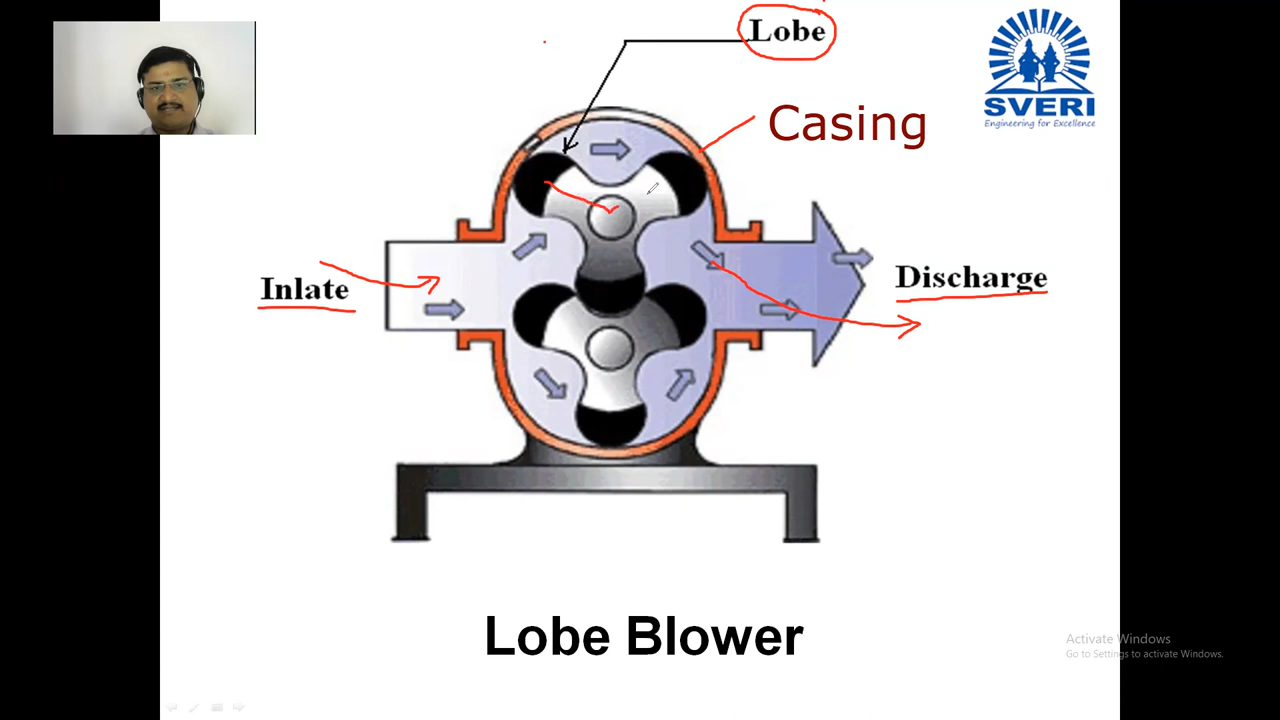 Lobe
SVERI
Engineering for Excellence
Casing
Inlate
Discharge
Lobe Blower
Activate Windows
Go to Settings to activate Windows.